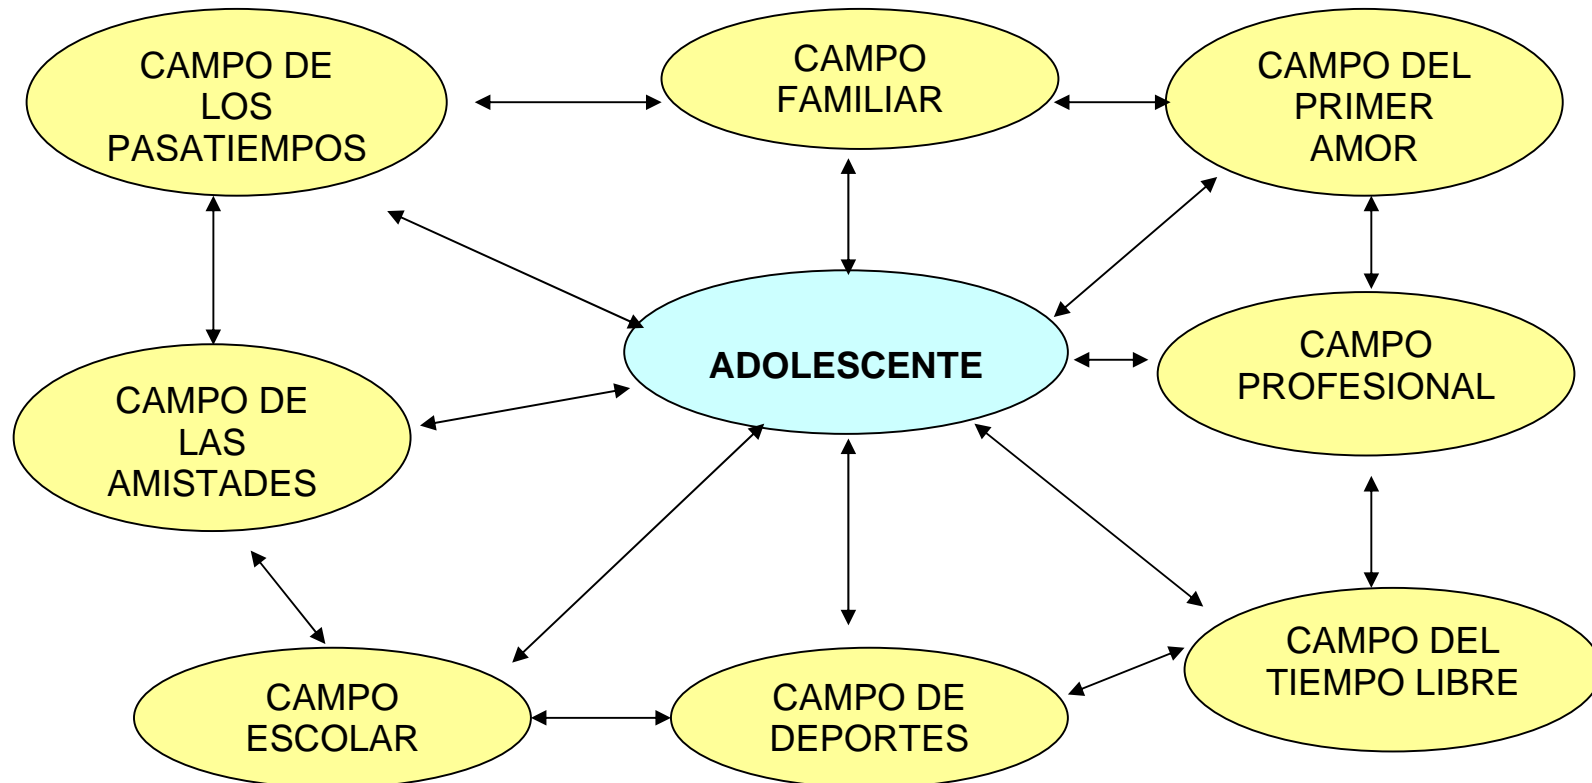 CAMPO DE
LOS
PASATIEMPOS
CAMPO
FAMILIAR
CAMPO DEL
PRIMER
AMOR
ADOLESCENTE
CAMPO
PROFESIONAL
CAMPO DE
LAS
AMISTADES
CAMPO
ESCOLAR
CAMPO DE
DEPORTES
CAMPO DEL
TIEMPO LIBRE